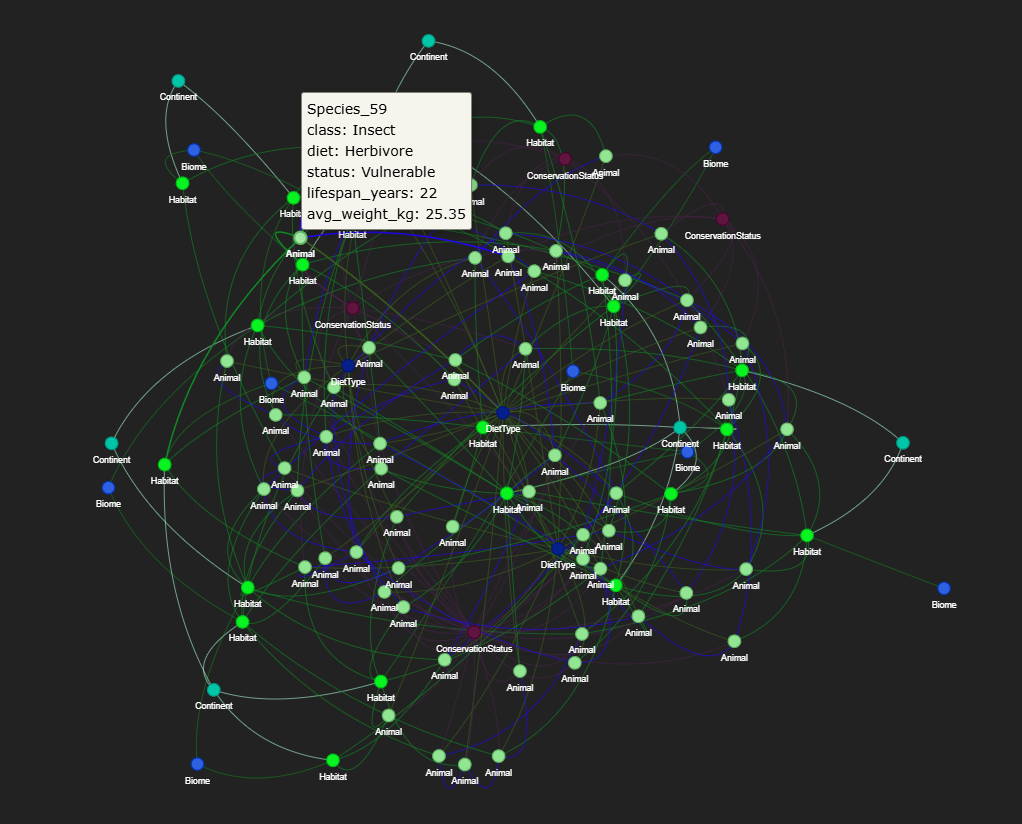 Continent
Continent
Species_59
class: Insect
diet: Herbivore
status: Vulnerable
lifespan_years: 22
avg_weight_kg: 25.35
Habitat
Biome
Biome
ConservationStatus
Animal
Habitat
Habitat
ConservationStatus
Animal
Animal
Animal
Animal
Animal
Animal
Animal
Habitat
Habitat
Animal
Animal
Habitat
ConservationStatus
Habitat
Animal
Animal
Animal
Animal
Animal
Animal
Animal
DietType
Biome
Habitat
Biome
Animal
Animal
Animal
Animal
Animal
Animal
DietType
Habitat
Continent
Habitat
Animal
Animal
Animal
Continent
Continent
Biome
Animal
Habitat
Animal
Animal
Animal
Animal
Biome
Animal
Animal
Habitat
Animal
Animal
Habitat
Animal
Animal
Animal
Animal
Habitat
Animal
DietType
Animal
Animal
Animal
Animal
Animal
Animal
Habitat
Animal
Animal
Habitat
Animal
Biome
Animal
Habitat
Animal
ConservationStatus
Animal
Animal
Animal
Animal
Animal
Habitat
Continent
Animal
Habitat
Biome
Animal
Animal
Animal